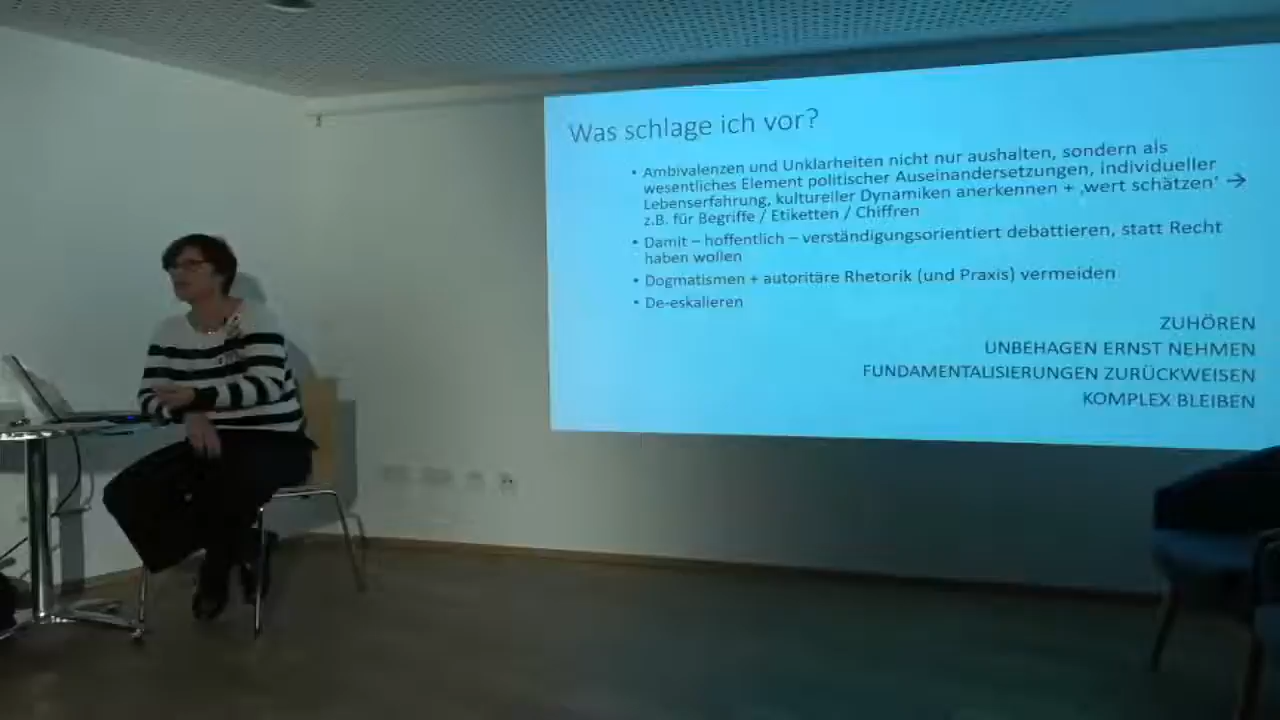 Was schlage ich vor?
• Ambivalenzen und Unklarheiten nicht nur aushalten, sondern als
wesentliches Element politischer Auseinandersetzungen, individueller
Lebenserfahrung, kultureller Dynamiken anerkennen + ‚wert schätzen‘ →
z.B. für Begriffe / Etiketten / Chiffren
• Damit – hoffentlich – verständigungsorientiert debattieren, statt Recht
haben wollen
• Dogmatismen + autoritäre Rhetorik (und Praxis) vermeiden
• De-eskalieren
ZUHÖREN
UNBEHAGEN ERNST NEHMEN
FUNDAMENTALISIERUNGEN ZURÜCKWEISEN
KOMPLEX BLEIBEN